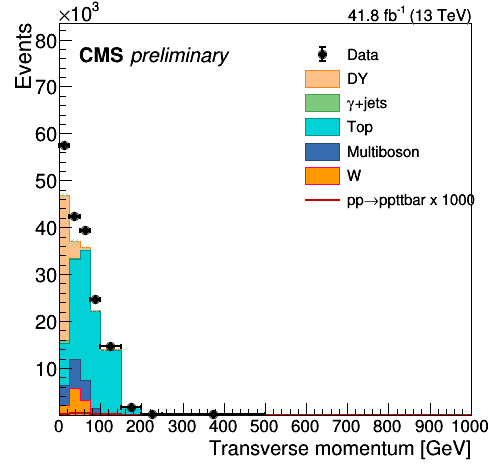 ×10³
41.8 fb⁻¹ (13 TeV)
Events
CMS preliminary
Data
DY
γ+jets
Top
Multiboson
W
pp→ppttbar x 1000
80
70
60
50
40
30
20
10
0 100 200 300 400 500 600 700 800 900 1000
Transverse momentum [GeV]